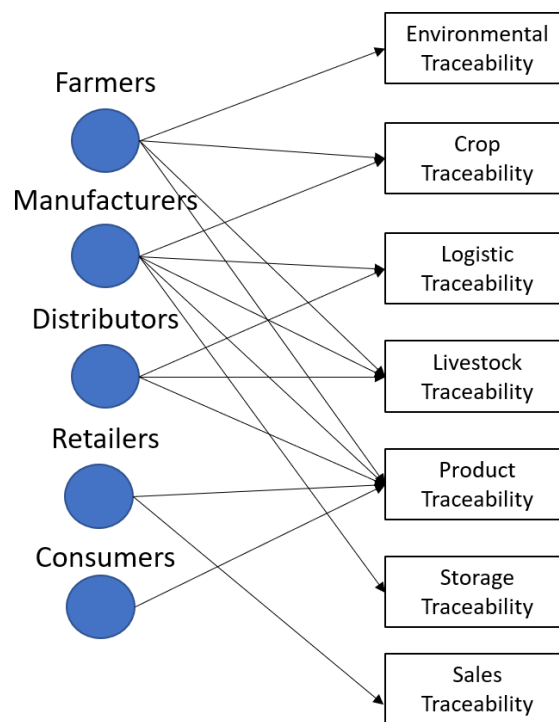 Farmers
Manufacturers
Distributors
Retailers
Consumers
Environmental
Traceability
Crop
Traceability
Logistic
Traceability
Livestock
Traceability
Product
Traceability
Storage
Traceability
Sales
Traceability